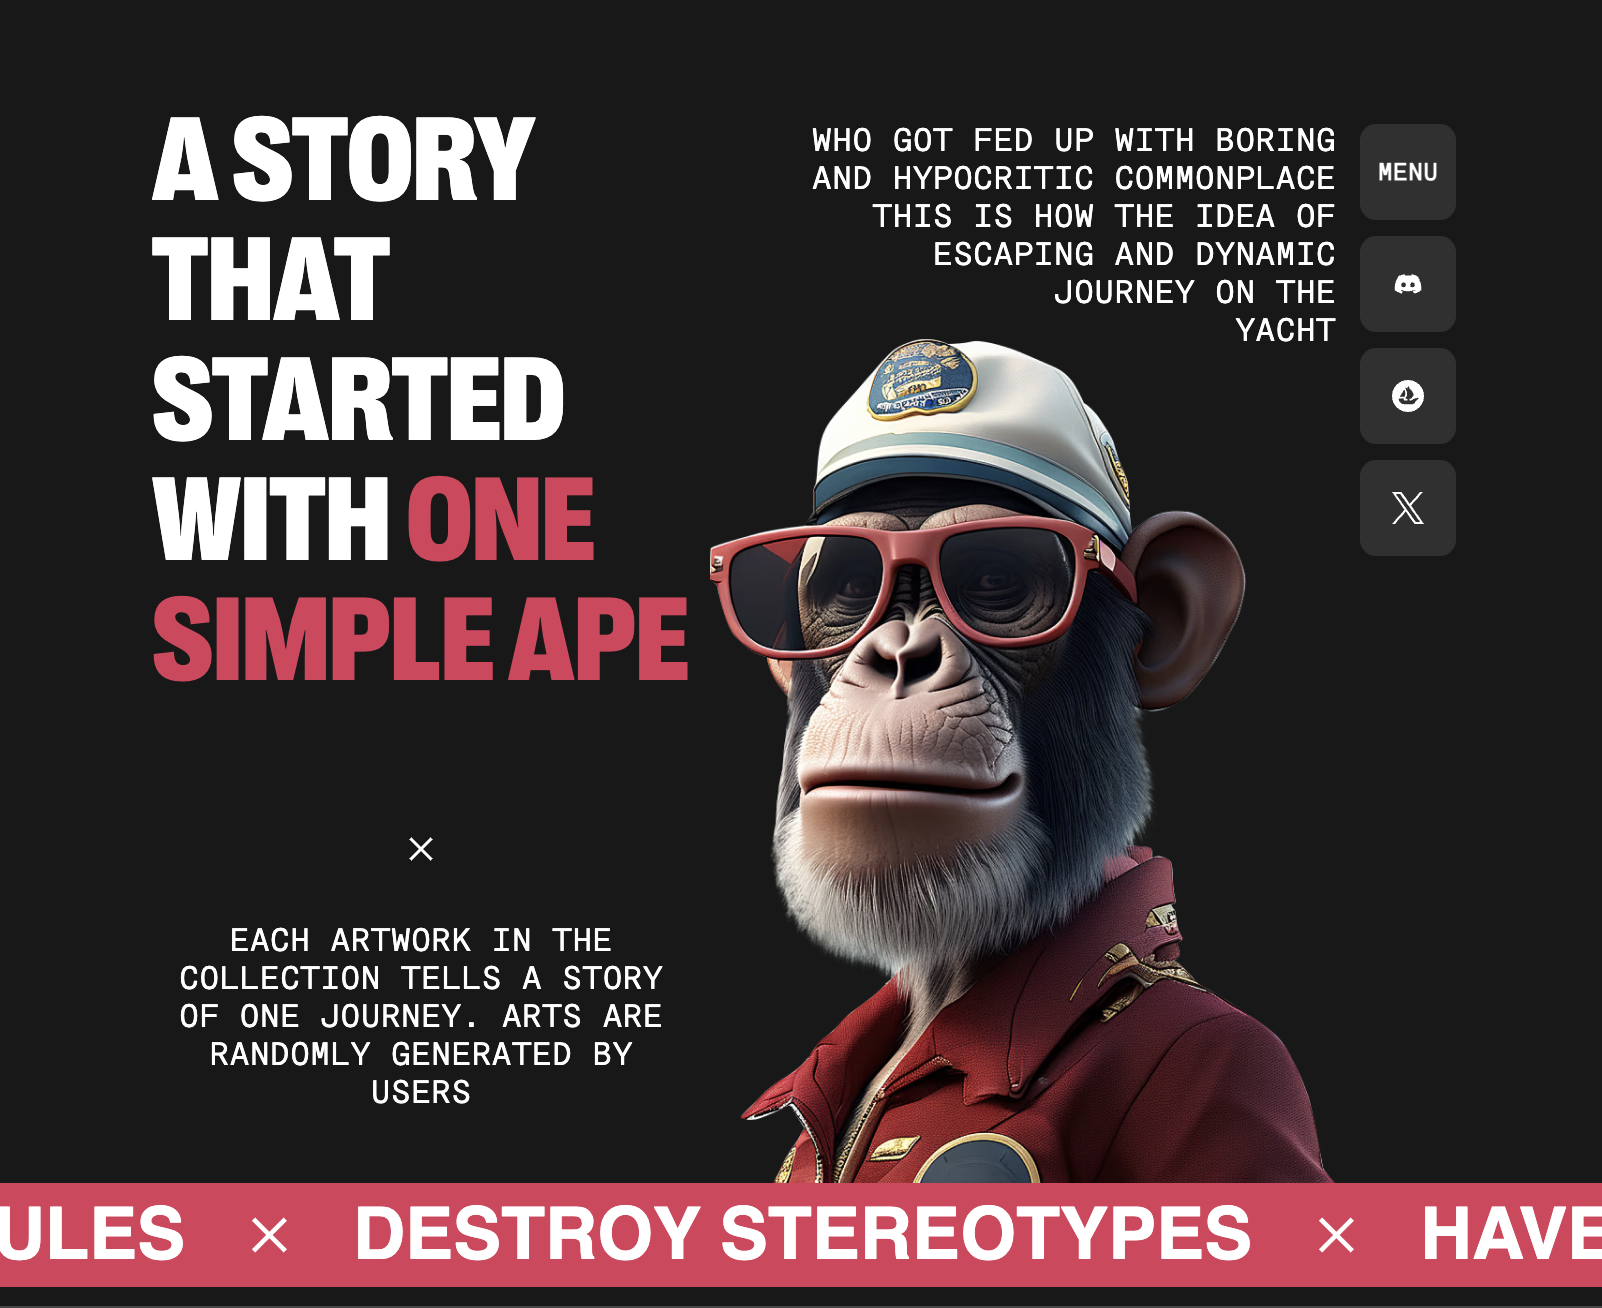 A STORY
THAT
STARTED
WITH ONE
SIMPLE APE
WHO GOT FED UP WITH BORING
AND HYPOCRITIC COMMONPLACE
THIS IS HOW THE IDEA OF
ESCAPING AND DYNAMIC
JOURNEY ON THE
YACHT
MENU
EACH ARTWORK IN THE
COLLECTION TELLS A STORY
OF ONE JOURNEY. ARTS ARE
RANDOMLY GENERATED BY
USERS
ULES × DESTROY STEREOTYPES × HAVE